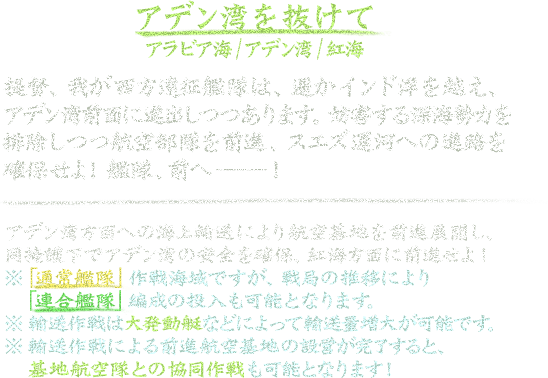 アデン湾を抜けて
アラビア海/アデン湾/紅海
提督、我が西方遠征艦隊は、遥かインド洋を越え、
アデン湾前面に進出しつつあります。妨害する深海勢力を
排除しつつ航空部隊を前進、スエズ運河への進路を
確保せよ! 艦隊、前へ———!
アデン湾方面への海上輸送により航空基地を前進展開し、
同援護下でアデン湾の安全を確保、紅海方面に前進せよ!
※「通常艦隊」作戦海域ですが、戦局の推移により
「連合艦隊」編成の投入も可能となります。
※輸送作戦は大発動艇などによって輸送量増大が可能です。
※輸送作戦による前進航空基地の設営が完了すると、
基地航空隊との協同作戦も可能となります!